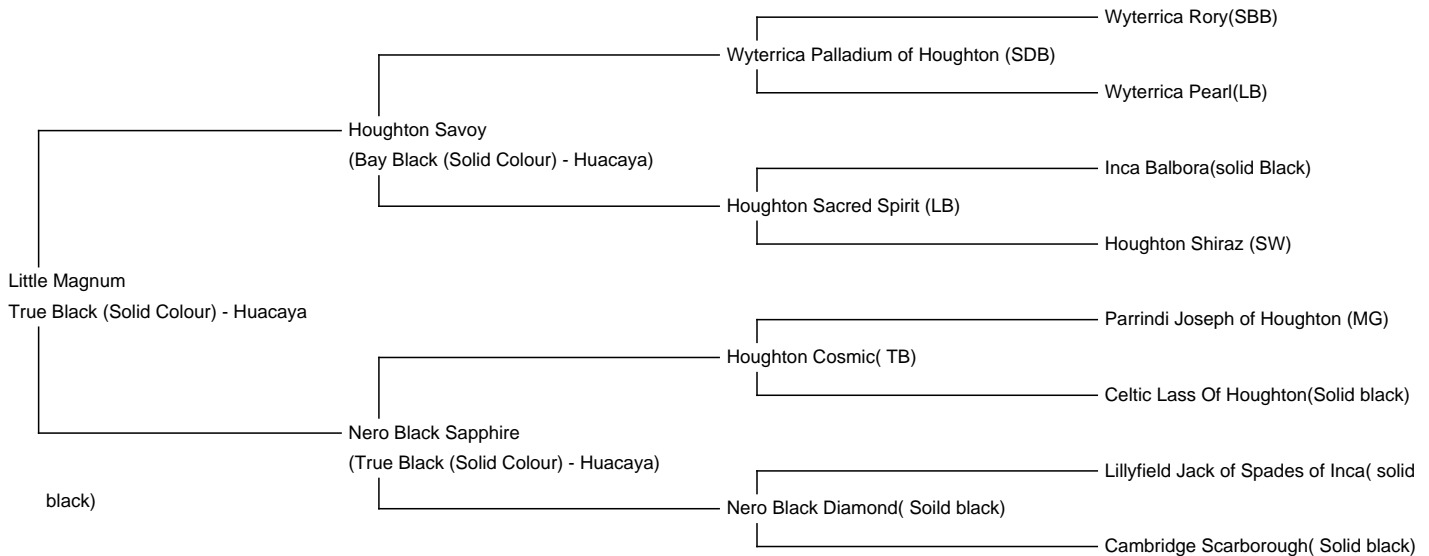 Wyterrica Rory(SBB)
Wyterrica Palladium of Houghton (SDB)
Wyterrica Pearl(LB)
Houghton Savoy
(Bay Black (Solid Colour) - Huacaya)
Inca Balbora(solid Black)
Houghton Sacred Spirit (LB)
Houghton Shiraz (SW)
Little Magnum
True Black (Solid Colour) - Huacaya
Parrindi Joseph of Houghton (MG)
Houghton Cosmic( TB)
Celtic Lass Of Houghton(Solid black)
Nero Black Sapphire
(True Black (Solid Colour) - Huacaya)
Lillyfield Jack of Spades of Inca( solid
black)
Nero Black Diamond( Soild black)
Cambridge Scarborough( Solid black)